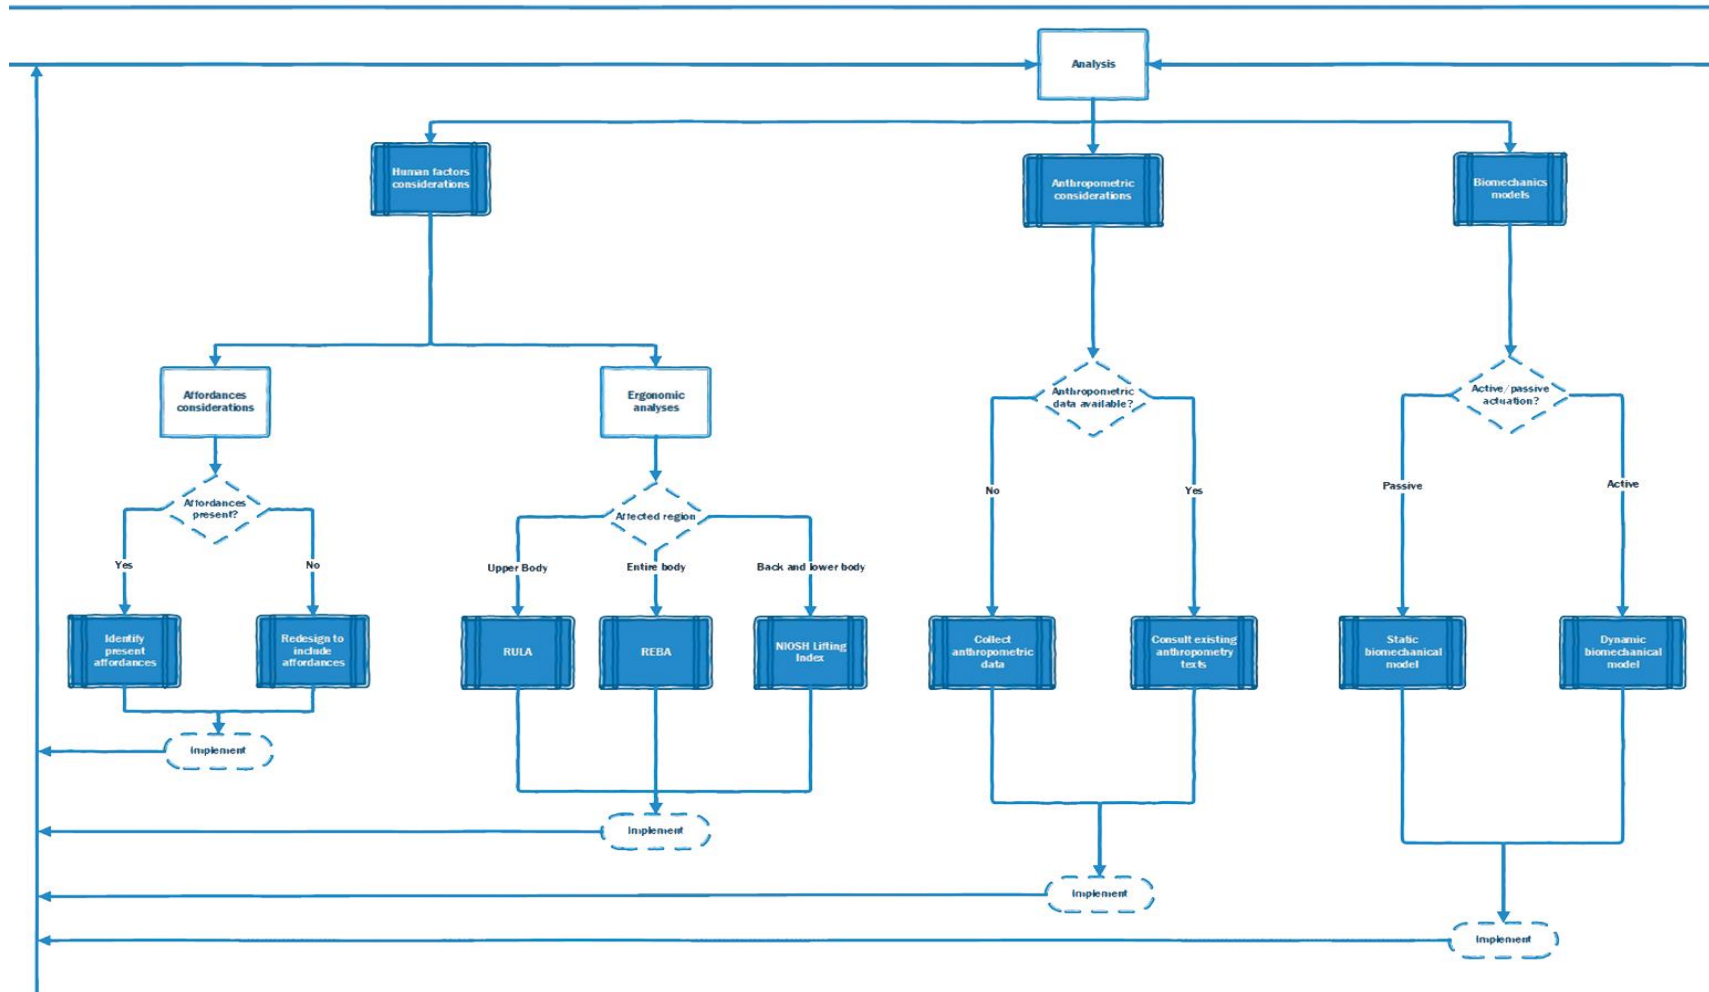 Analysis
Human factors
considerations
Anthropometric
considerations
Biomechanics
models
Affordances
considerations
Ergonomic
analyses
Anthropometric
data available?
Active/passive
actuation?
Affordances
present?
Affected region
No
Yes
Passive
Active
Yes
No
Upper Body
Entire body
Back and lower body
Identify
present
affordances
Redesign to
include
affordances
RULA
REBA
NIOSH Lifting
Index
Collect
anthropometric
data
Consult existing
anthropometry
texts
Static
biomechanical
model
Dynamic
biomechanical
model
Implement
Implement
Implement
Implement